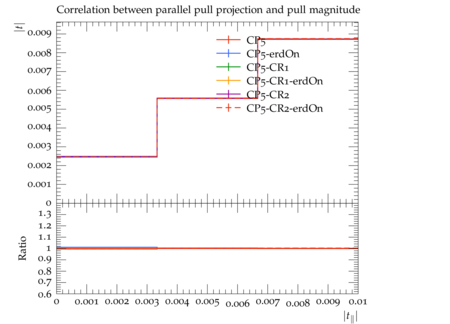 Correlation between parallel pull projection and pull magnitude
|t|
0.009
0.008
0.007
0.006
0.005
0.004
0.003
0.002
0.001
0
CP5
CP5-erdOn
CP5-CR1
CP5-CR1-erdOn
CP5-CR2
CP5-CR2-erdOn
Ratio
1.3
1.2
1.1
1
0.9
0.8
0.7
0.6
0 0.001 0.002 0.003 0.004 0.005 0.006 0.007 0.008 0.009 0.01
|t∥|